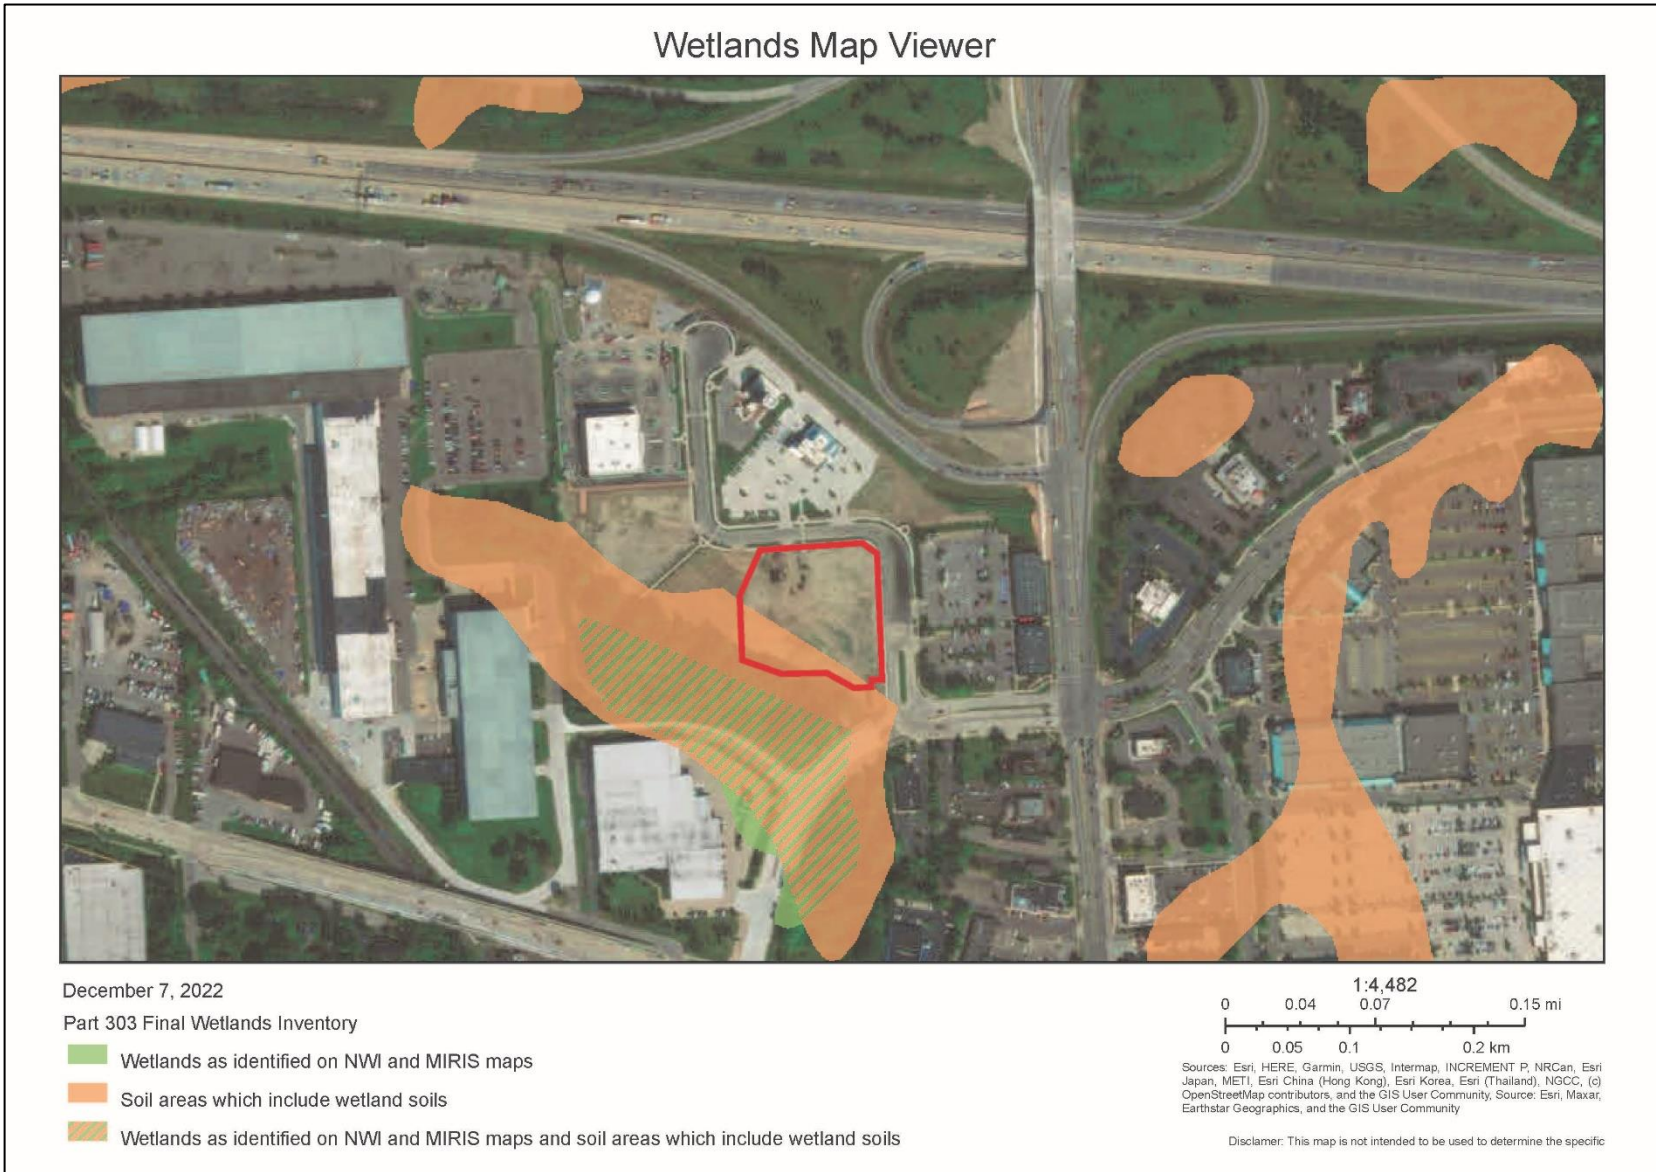 Wetlands Map Viewer
December 7, 2022
Part 303 Final Wetlands Inventory
Wetlands as identified on NWI and MIRIS maps
Soil areas which include wetland soils
Wetlands as identified on NWI and MIRIS maps and soil areas which include wetland soils
1:4,482
0 0.04 0.07 0.15 mi
0 0.05 0.1 0.2 km
Sources: Esri, HERE, Garmin, USGS, Intermap, INCREMENT P, NRCan, Esri
Japan, METI, Esri China (Hong Kong), Esri Korea, Esri (Thailand), NGCC, (c)
OpenStreetMap contributors, and the GIS User Community, Source: Esri, Maxar,
Earthstar Geographics, and the GIS User Community
Disclamer: This map is not intended to be used to determine the specific